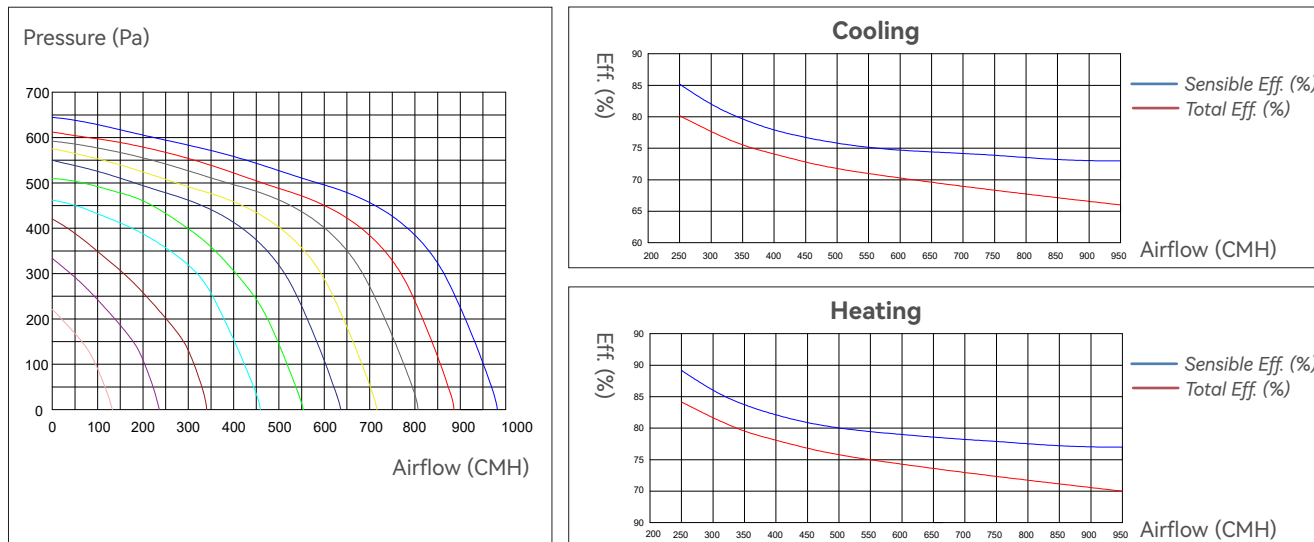 Pressure (Pa)
700
600
500
400
300
200
100
0
0 100 200 300 400 500 600 700 800 900 1000
Airflow (CMH)
Cooling
Eff. (%)
90
85
80
75
70
65
60
200 250 300 350 400 450 500 550 600 650 700 750 800 850 900 950
Airflow (CMH)
Sensible Eff. (%)
Total Eff. (%)
Heating
Eff. (%)
90
90
85
80
75
70
90
200 250 300 350 400 450 500 550 600 650 700 750 800 850 900 950
Airflow (CMH)
Sensible Eff. (%)
Total Eff. (%)